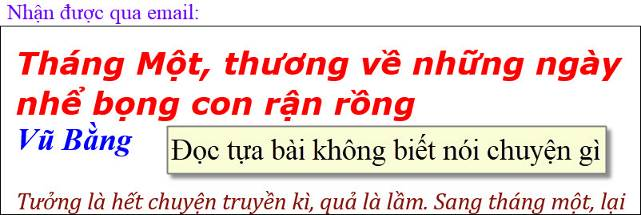 Nhận được qua email:
Tháng Một, thương về những ngày
nhể bọng con rận rồng
Vũ Bằng
Đọc tựa bài không biết nói chuyện gì
Tưởng là hết chuyện truyền kì, quả là lầm. Sang tháng một, lại